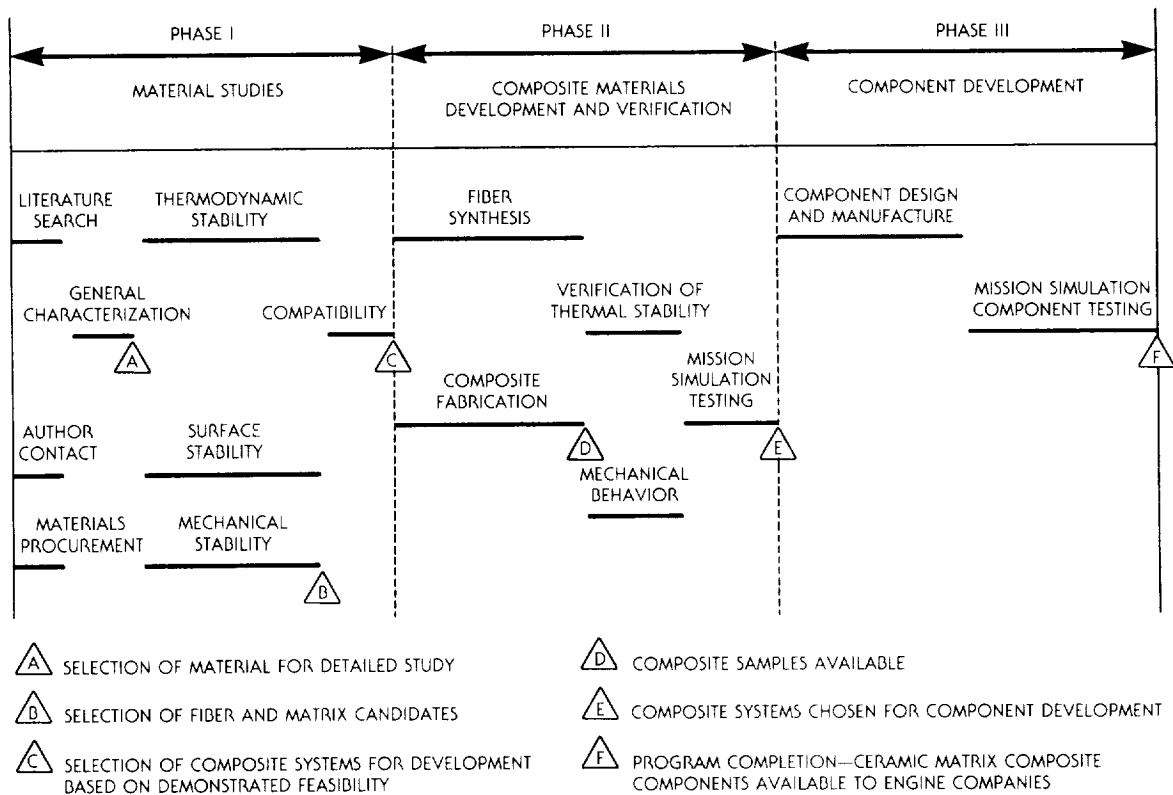 PHASE I
PHASE II
PHASE III
MATERIAL STUDIES
COMPOSITE MATERIALS
DEVELOPMENT AND VERIFICATION
COMPONENT DEVELOPMENT
LITERATURE
SEARCH
THERMODYNAMIC
STABILITY
FIBER
SYNTHESIS
COMPONENT DESIGN
AND MANUFACTURE
GENERAL
CHARACTERIZATION
A
COMPATIBILITY
C
VERIFICATION OF
THERMAL STABILITY
MISSION SIMULATION
COMPONENT TESTING
F
COMPOSITE
FABRICATION
D
MISSION
SIMULATION
TESTING
E
AUTHOR
CONTACT
SURFACE
STABILITY
MECHANICAL
BEHAVIOR
MATERIALS
PROCUREMENT
MECHANICAL
STABILITY
B
A SELECTION OF MATERIAL FOR DETAILED STUDY
B SELECTION OF FIBER AND MATRIX CANDIDATES
C SELECTION OF COMPOSITE SYSTEMS FOR DEVELOPMENT
BASED ON DEMONSTRATED FEASIBILITY
D COMPOSITE SAMPLES AVAILABLE
E COMPOSITE SYSTEMS CHOSEN FOR COMPONENT DEVELOPMENT
F PROGRAM COMPLETION—CERAMIC MATRIX COMPOSITE
COMPONENTS AVAILABLE TO ENGINE COMPANIES